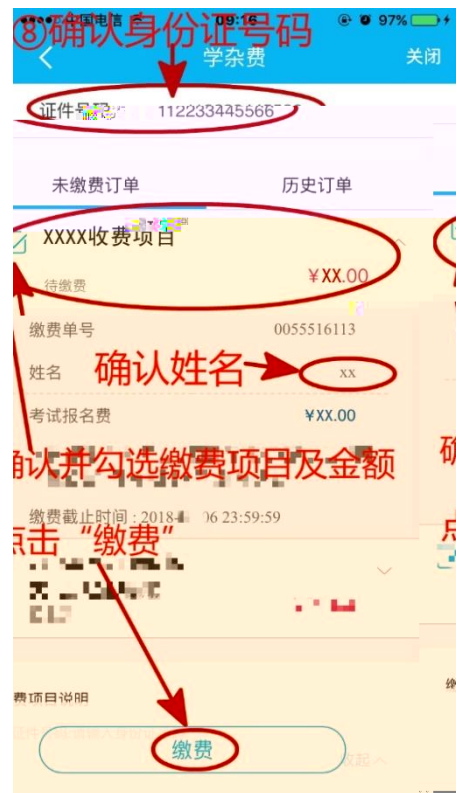 中国电信 09:16 97%
⑧确认身份证号码
学杂费 关闭
证件号码 112233445566
未缴费订单 历史订单
XXXX收费项目
待缴费 ¥XX.00
缴费单号 0055516113
姓名 确认姓名 xx
考试报名费 ¥XX.00
确认并勾选缴费项目及金额
缴费截止时间 : 2018- 06 23:59:59
点击“缴费”
费项目说明
缴费
收起